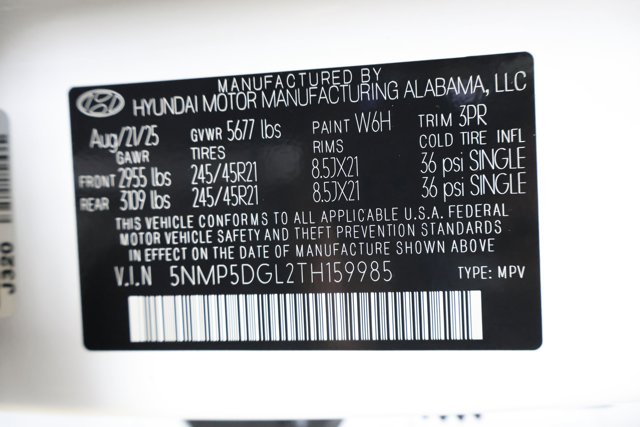 MANUFACTURED BY
HYUNDAI MOTOR MANUFACTURING ALABAMA, LLC
Aug/21/25 GVWR 5677 lbs PAINT W6H TRIM 3PR
GAWR TIRES RIMS COLD TIRE INFL
FRONT 2955 lbs 245/45R21 8.5JX21 36 psi SINGLE
REAR 3109 lbs 245/45R21 8.5JX21 36 psi SINGLE
THIS VEHICLE CONFORMS TO ALL APPLICABLE U.S.A. FEDERAL
MOTOR VEHICLE SAFETY AND THEFT PREVENTION STANDARDS
IN EFFECT ON THE DATE OF MANUFACTURE SHOWN ABOVE.
V.I.N 5NMP5DGL2TH159985 TYPE: MPV
J320